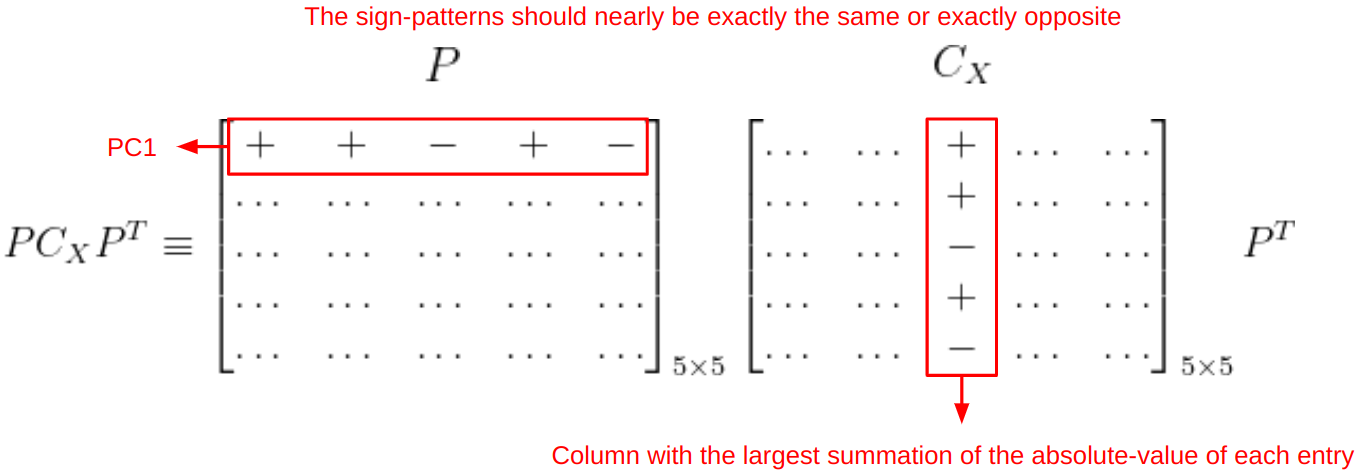 The sign-patterns should nearly be exactly the same or exactly opposite
P C_X
PC1 + + − + − ... ... + ... ...
... ... ... ... ... ... ... + ... ...
PC_XP^T ≡ ... ... ... ... ... ... ... − ... ... P^T
... ... ... ... ... ... ... + ... ...
... ... ... ... ... 5×5 ... ... − ... ... 5×5
Column with the largest summation of the absolute-value of each entry